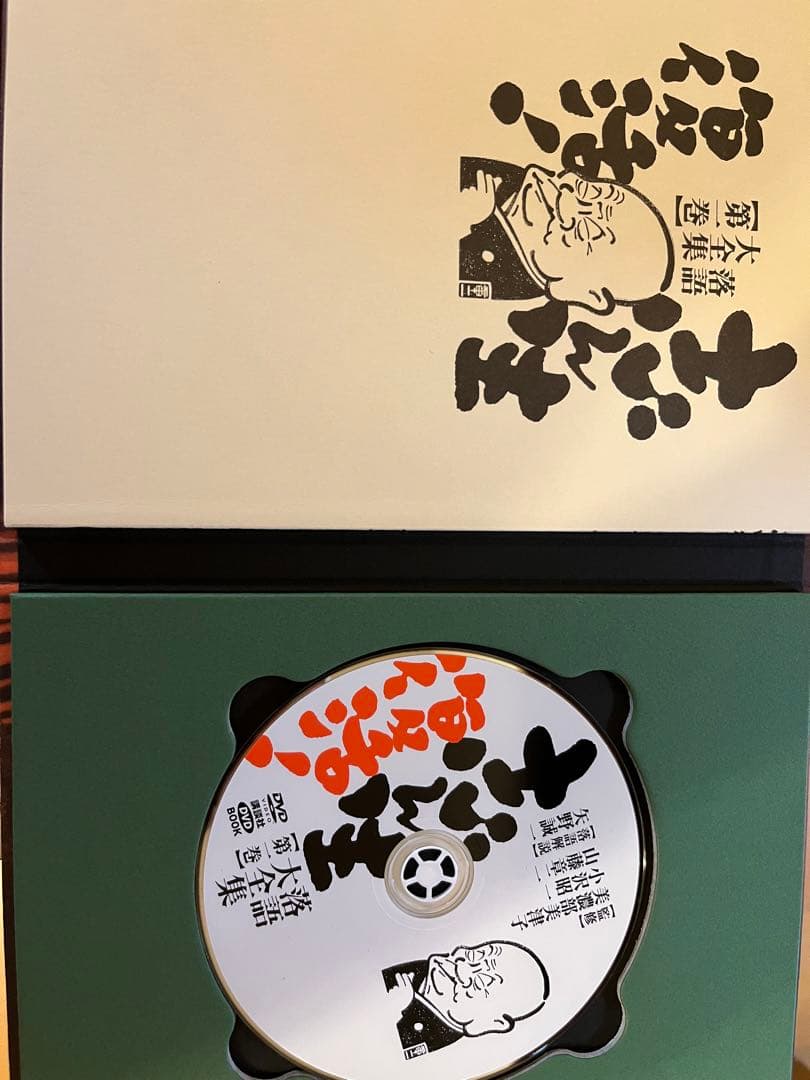 志ん生
復活!
落語
大全集
【第一巻】
志ん生
復活!
【監修】
美濃部美津子
小沢昭一
山藤章二
【落語解説】
矢野誠一
落語
大全集
【第一巻】
DVD
VIDEO
講談社
DVD
BOOK